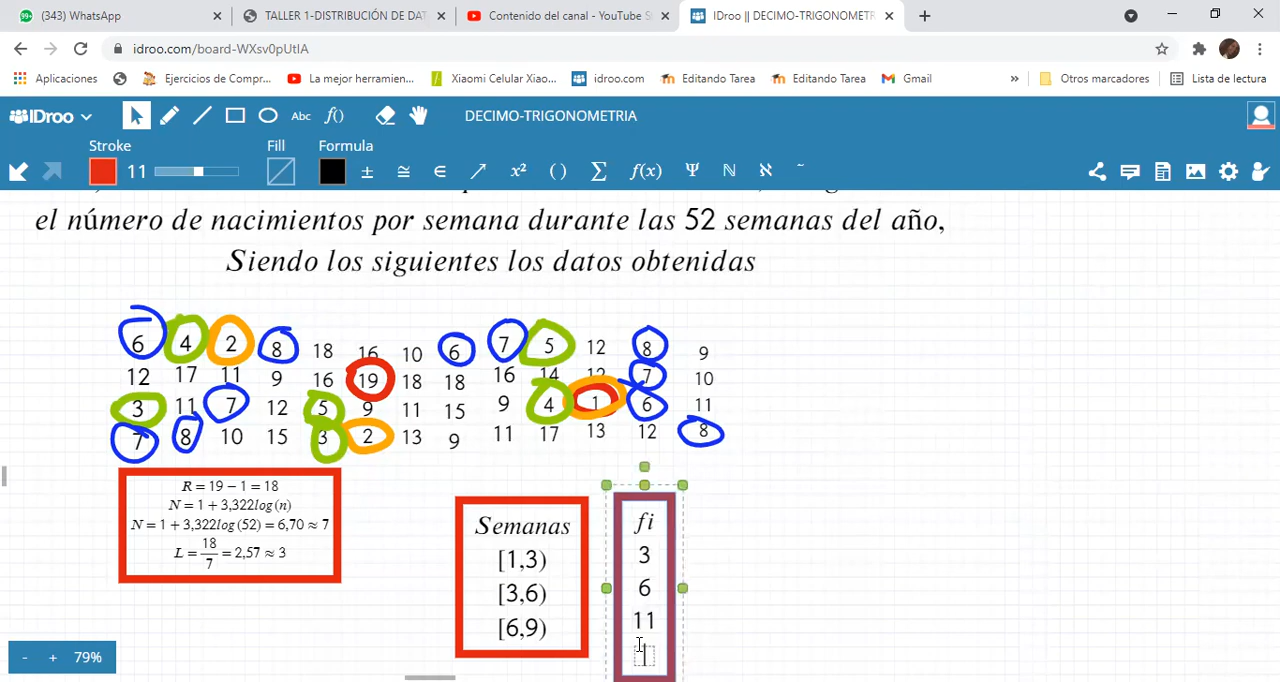 (343) WhatsApp
TALLER 1-DISTRIBUCIÓN DE DAT
Contenido del canal - YouTube S
IDroo || DECIMO-TRIGONOMETR
idroo.com/board-WXsv0pUtIA
Aplicaciones
Ejercicios de Compr...
La mejor herramien...
Xiaomi Celular Xiao...
idroo.com
Editando Tarea
Editando Tarea
Gmail
»
Otros marcadores
Lista de lectura
IDroo
Abc
f()
DECIMO-TRIGONOMETRIA
Stroke
Fill
Formula
11
± ≅ ∈ x² ( ) ∑ f(x) Ψ ℕ ℵ ~
el número de nacimientos por semana durante las 52 semanas del año,
Siendo los siguientes los datos obtenidas
6 4 2 8 18 16 10 6 7 5 12 8 9
12 17 11 9 16 19 18 18 16 14 12 7 10
3 11 7 12 5 9 11 15 9 4 1 6 11
7 8 10 15 3 2 13 9 11 17 13 12 8
R = 19 − 1 = 18
N = 1 + 3,322log(n)
N = 1 + 3,322log(52) = 6,70 ≈ 7
L = 18/7 = 2,57 ≈ 3
Semanas
[1,3)
[3,6)
[6,9)
fi
3
6
11
- + 79%